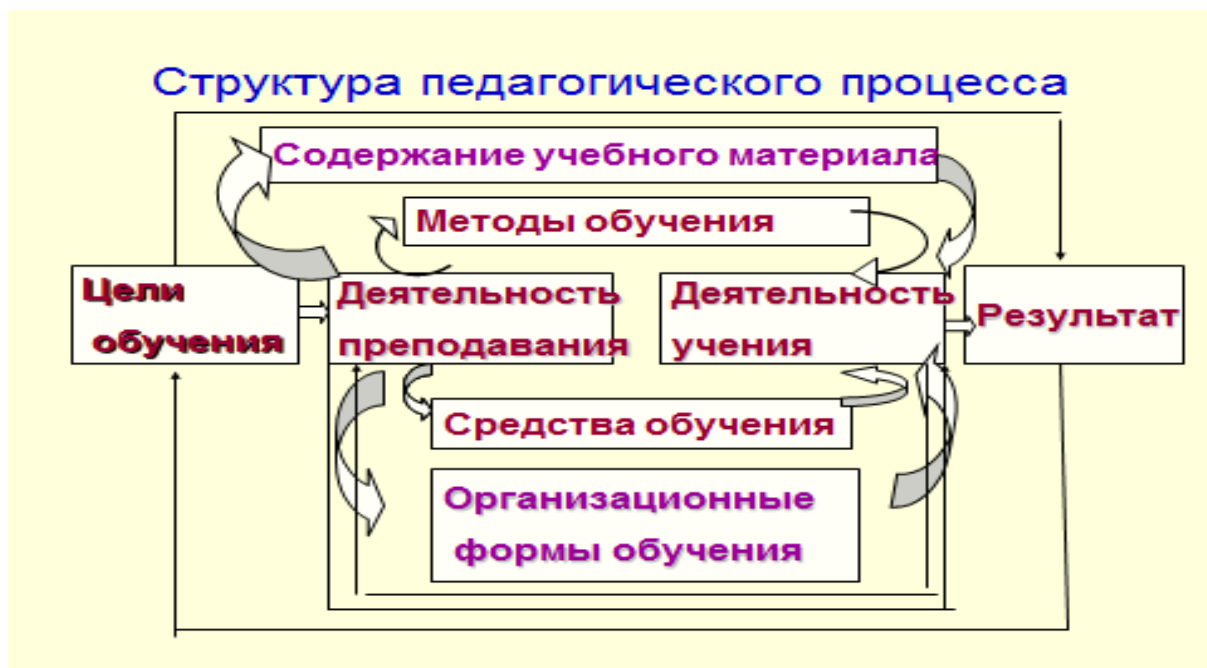 Структура педагогического процесса
Содержание учебного материала
Методы обучения
Цели
обучения
Деятельность
преподавания
Деятельность
учения
Результат
Средства обучения
Организационные
формы обучения